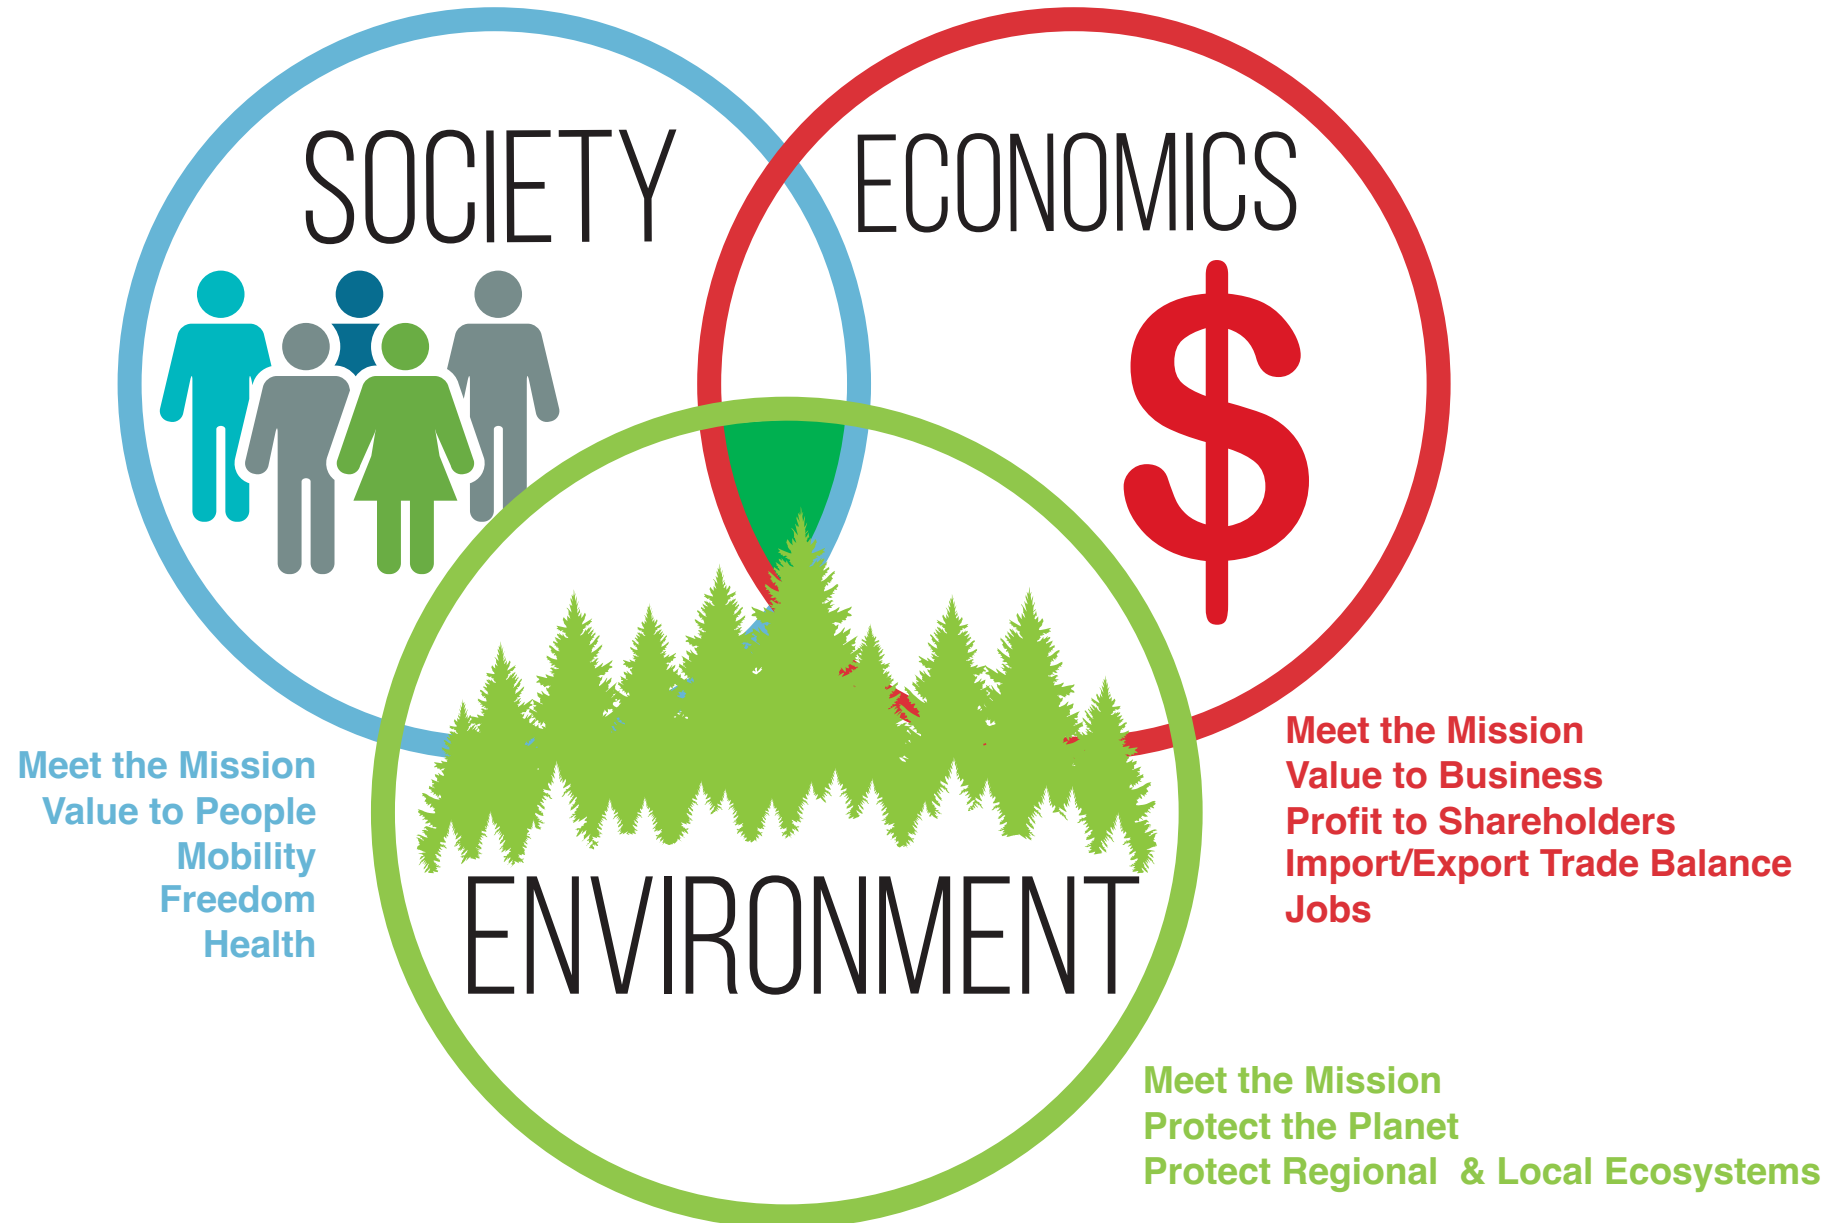 SOCIETY
ECONOMICS
$
ENVIRONMENT
Meet the Mission
Value to People
Mobility
Freedom
Health
Meet the Mission
Value to Business
Profit to Shareholders
Import/Export Trade Balance
Jobs
Meet the Mission
Protect the Planet
Protect Regional & Local Ecosystems